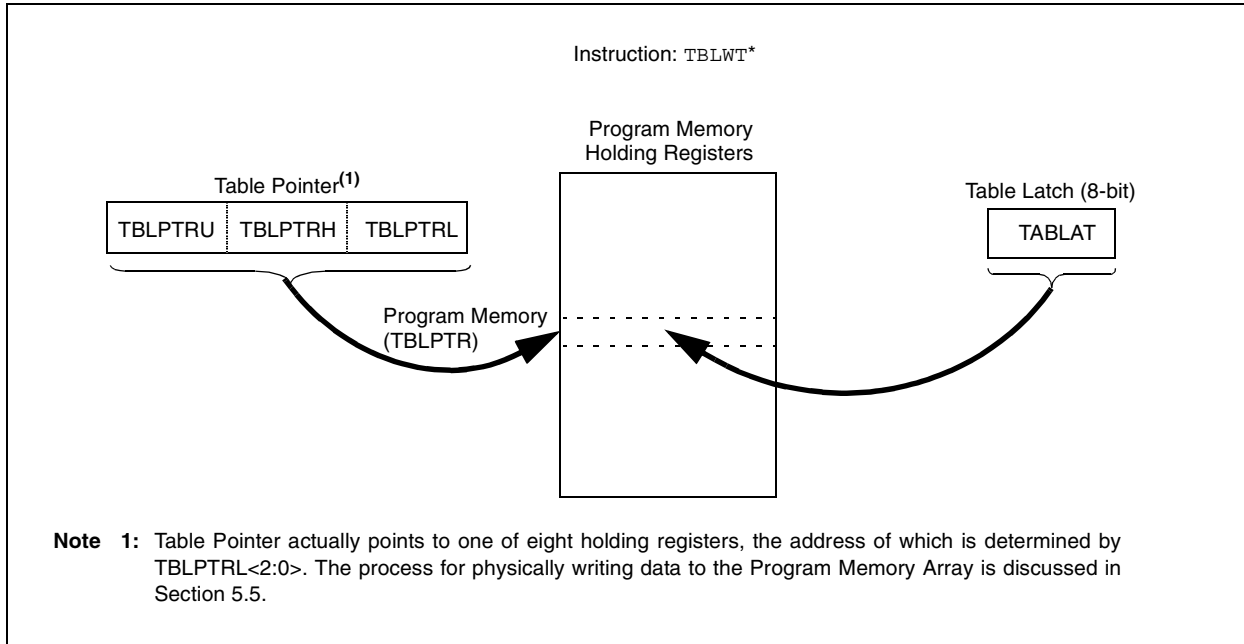 Instruction: TBLWT*
Program Memory
Holding Registers
Table Pointer(1)
Table Latch (8-bit)
TBLPTRU TBLPTRH TBLPTRL
TABLAT
Program Memory
(TBLPTR)
Note 1: Table Pointer actually points to one of eight holding registers, the address of which is determined by
TBLPTRL<2:0>. The process for physically writing data to the Program Memory Array is discussed in
Section 5.5.